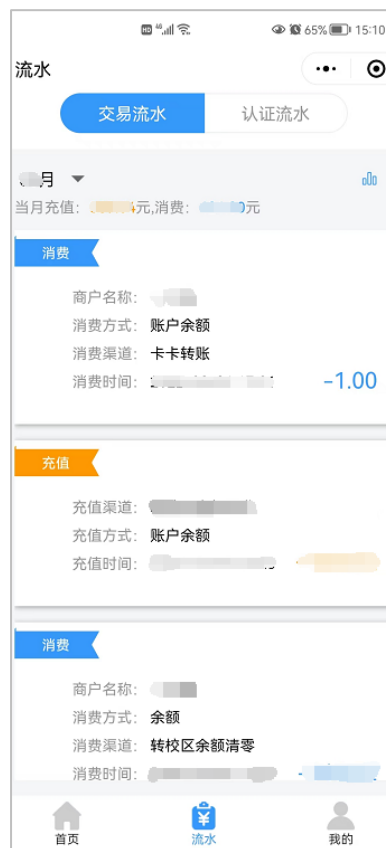 HD 46 65% 15:10
流水
交易流水 认证流水
月
当月充值: 元,消费: 元
消费
商户名称:
消费方式: 账户余额
消费渠道: 卡卡转账
消费时间: -1.00
充值
充值渠道:
充值方式: 账户余额
充值时间:
消费
商户名称:
消费方式: 余额
消费渠道: 转校区余额清零
消费时间:
首页 流水 我的